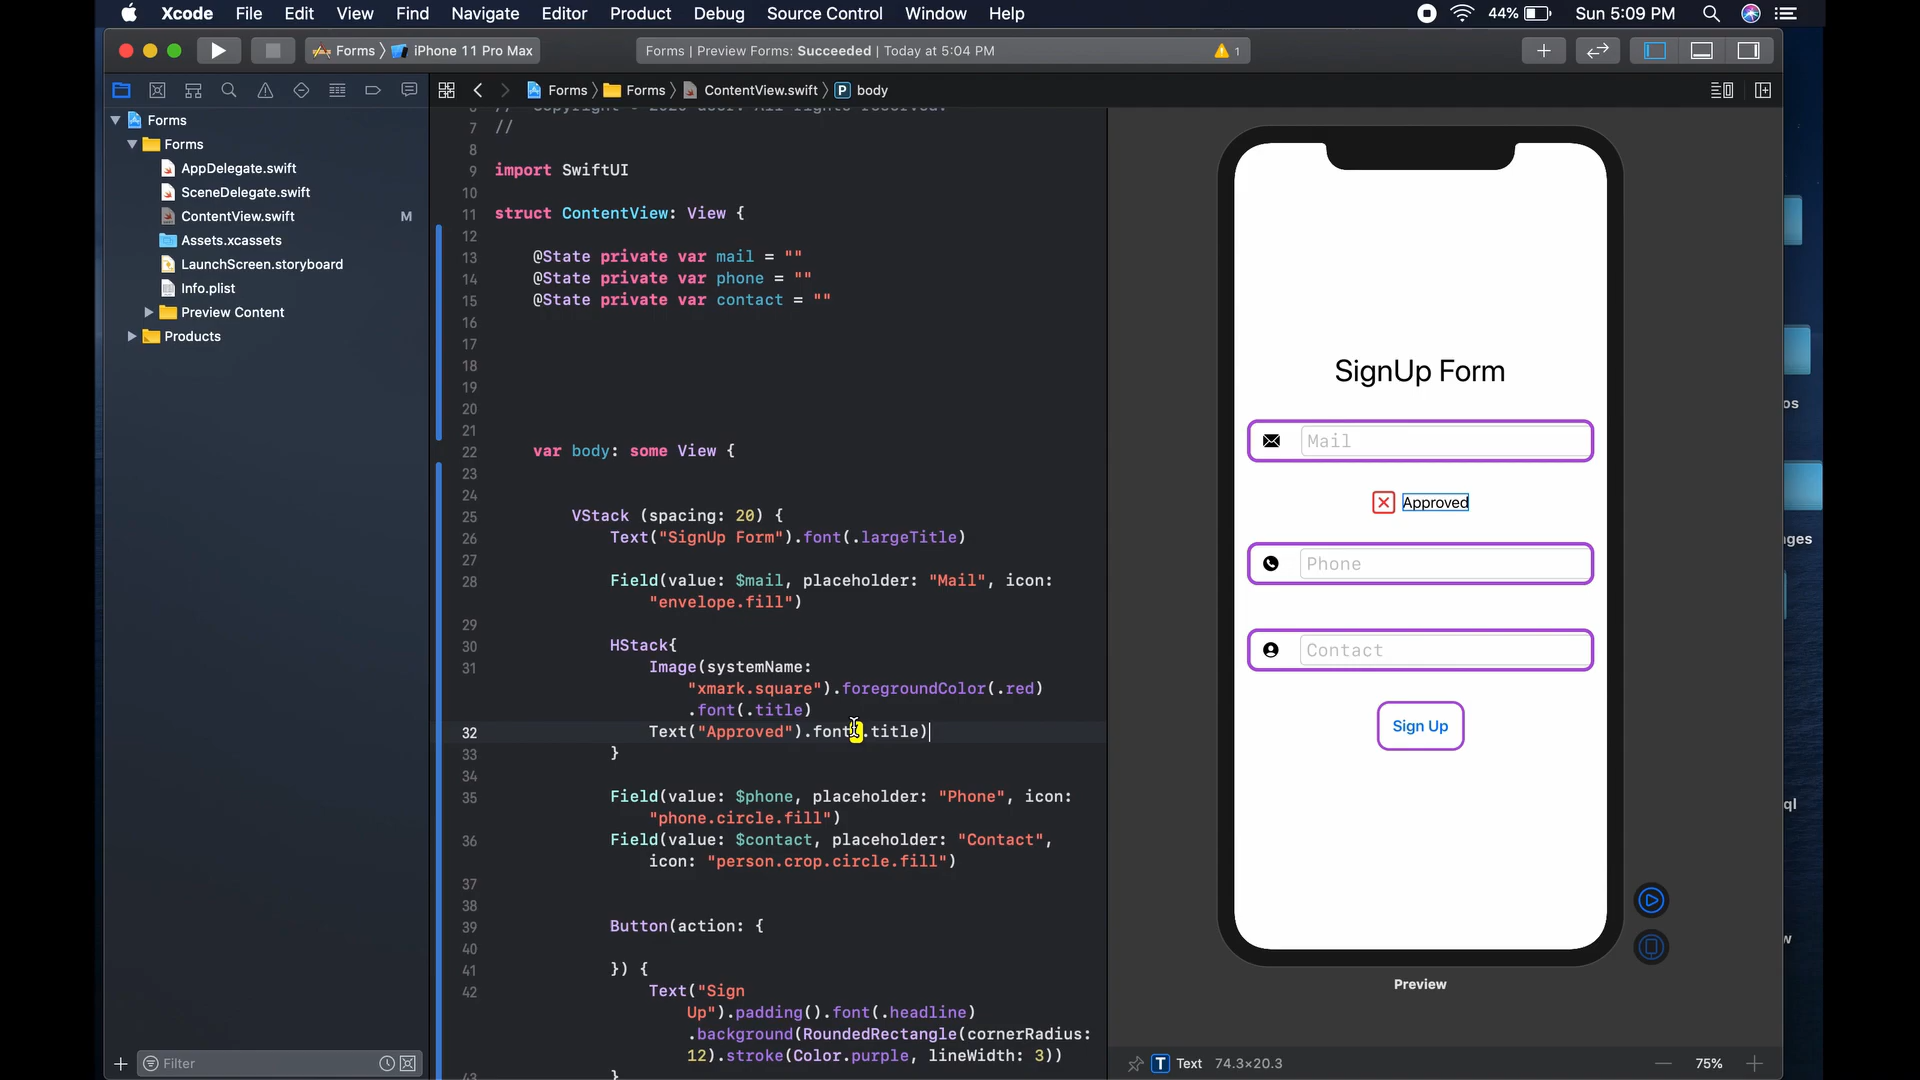 Xcode File Edit View Find Navigate Editor Product Debug Source Control Window Help 44% Sun 5:09 PM
Forms 〉 iPhone 11 Pro Max
Forms | Preview Forms: Succeeded | Today at 5:04 PM
1
Forms 〉 Forms 〉 ContentView.swift 〉 P body
Forms
Forms
AppDelegate.swift
SceneDelegate.swift
ContentView.swift M
Assets.xcassets
LaunchScreen.storyboard
Info.plist
Preview Content
Products
Filter
7 //
8
9 import SwiftUI
10
11 struct ContentView: View {
12
13 @State private var mail = ""
14 @State private var phone = ""
15 @State private var contact = ""
16
17
18
19
20
21
22 var body: some View {
23
24
25 VStack (spacing: 20) {
26 Text("SignUp Form").font(.largeTitle)
27
28 Field(value: $mail, placeholder: "Mail", icon:
"envelope.fill")
29
30 HStack{
31 Image(systemName:
"xmark.square").foregroundColor(.red)
.font(.title)
32 Text("Approved").font(.title)
33 }
34
35 Field(value: $phone, placeholder: "Phone", icon:
"phone.circle.fill")
36 Field(value: $contact, placeholder: "Contact",
icon: "person.crop.circle.fill")
37
38
39 Button(action: {
40
41 }) {
42 Text("Sign
Up").padding().font(.headline)
.background(RoundedRectangle(cornerRadius:
12).stroke(Color.purple, lineWidth: 3))
}
SignUp Form
Mail
Approved
Phone
Contact
Sign Up
Preview
T Text 74.3×20.3
75%